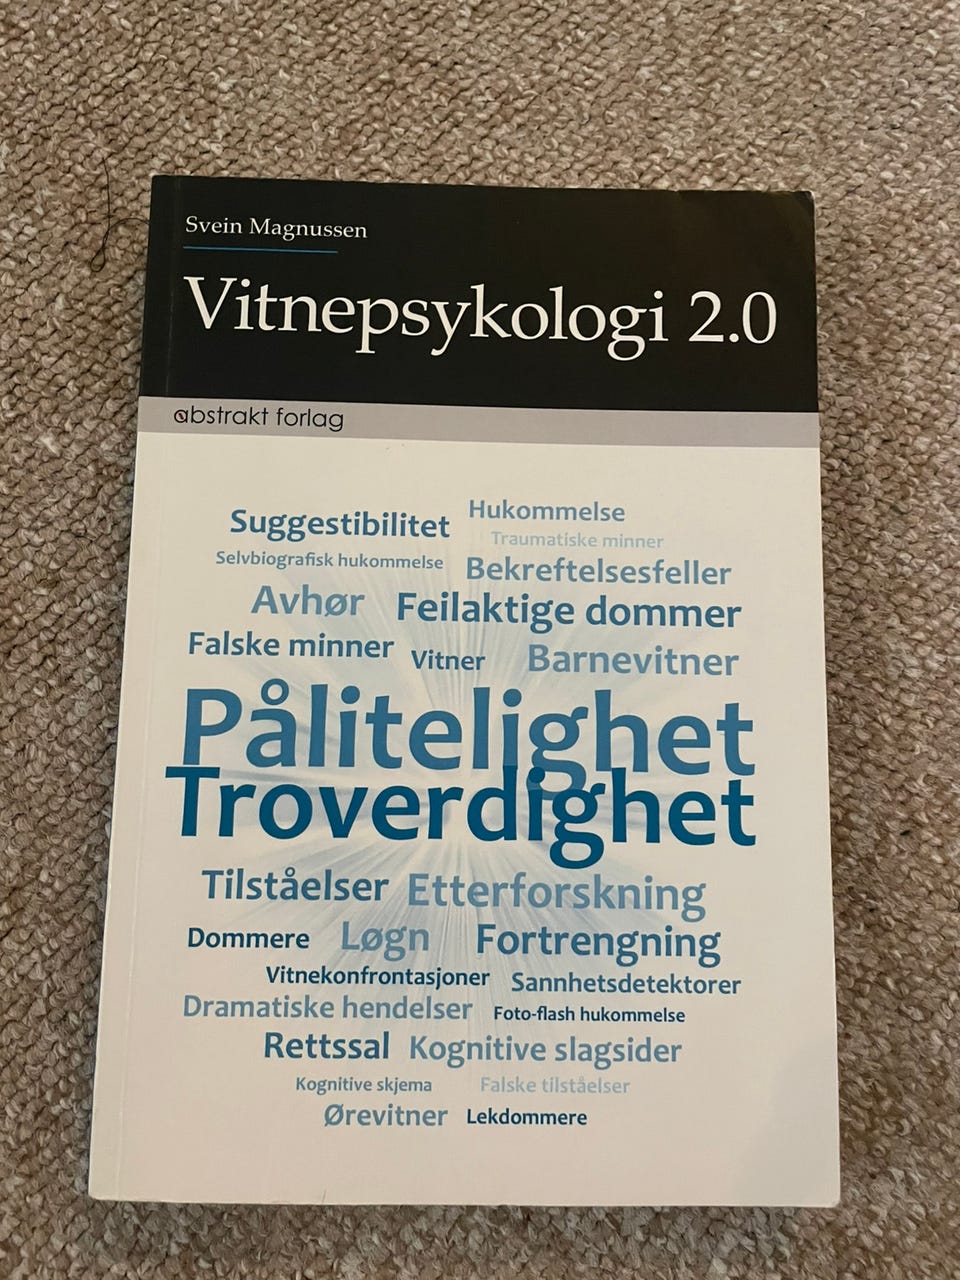 Svein Magnussen
Vitnepsykologi 2.0
abstrakt forlag
Suggestibilitet Hukommelse
Traumatiske minner
Selvbiografisk hukommelse Bekreftelsesfeller
Avhør Feilaktige dommer
Falske minner Vitner Barnevitner
Pålitelighet
Troverdighet
Tilståelser Etterforskning
Dommere Løgn Fortrengning
Vitnekonfrontasjoner Sannhetsdetektorer
Dramatiske hendelser Foto-flash hukommelse
Rettssal Kognitive slagsider
Kognitive skjema Falske tilståelser
Ørevitner Lekdommere